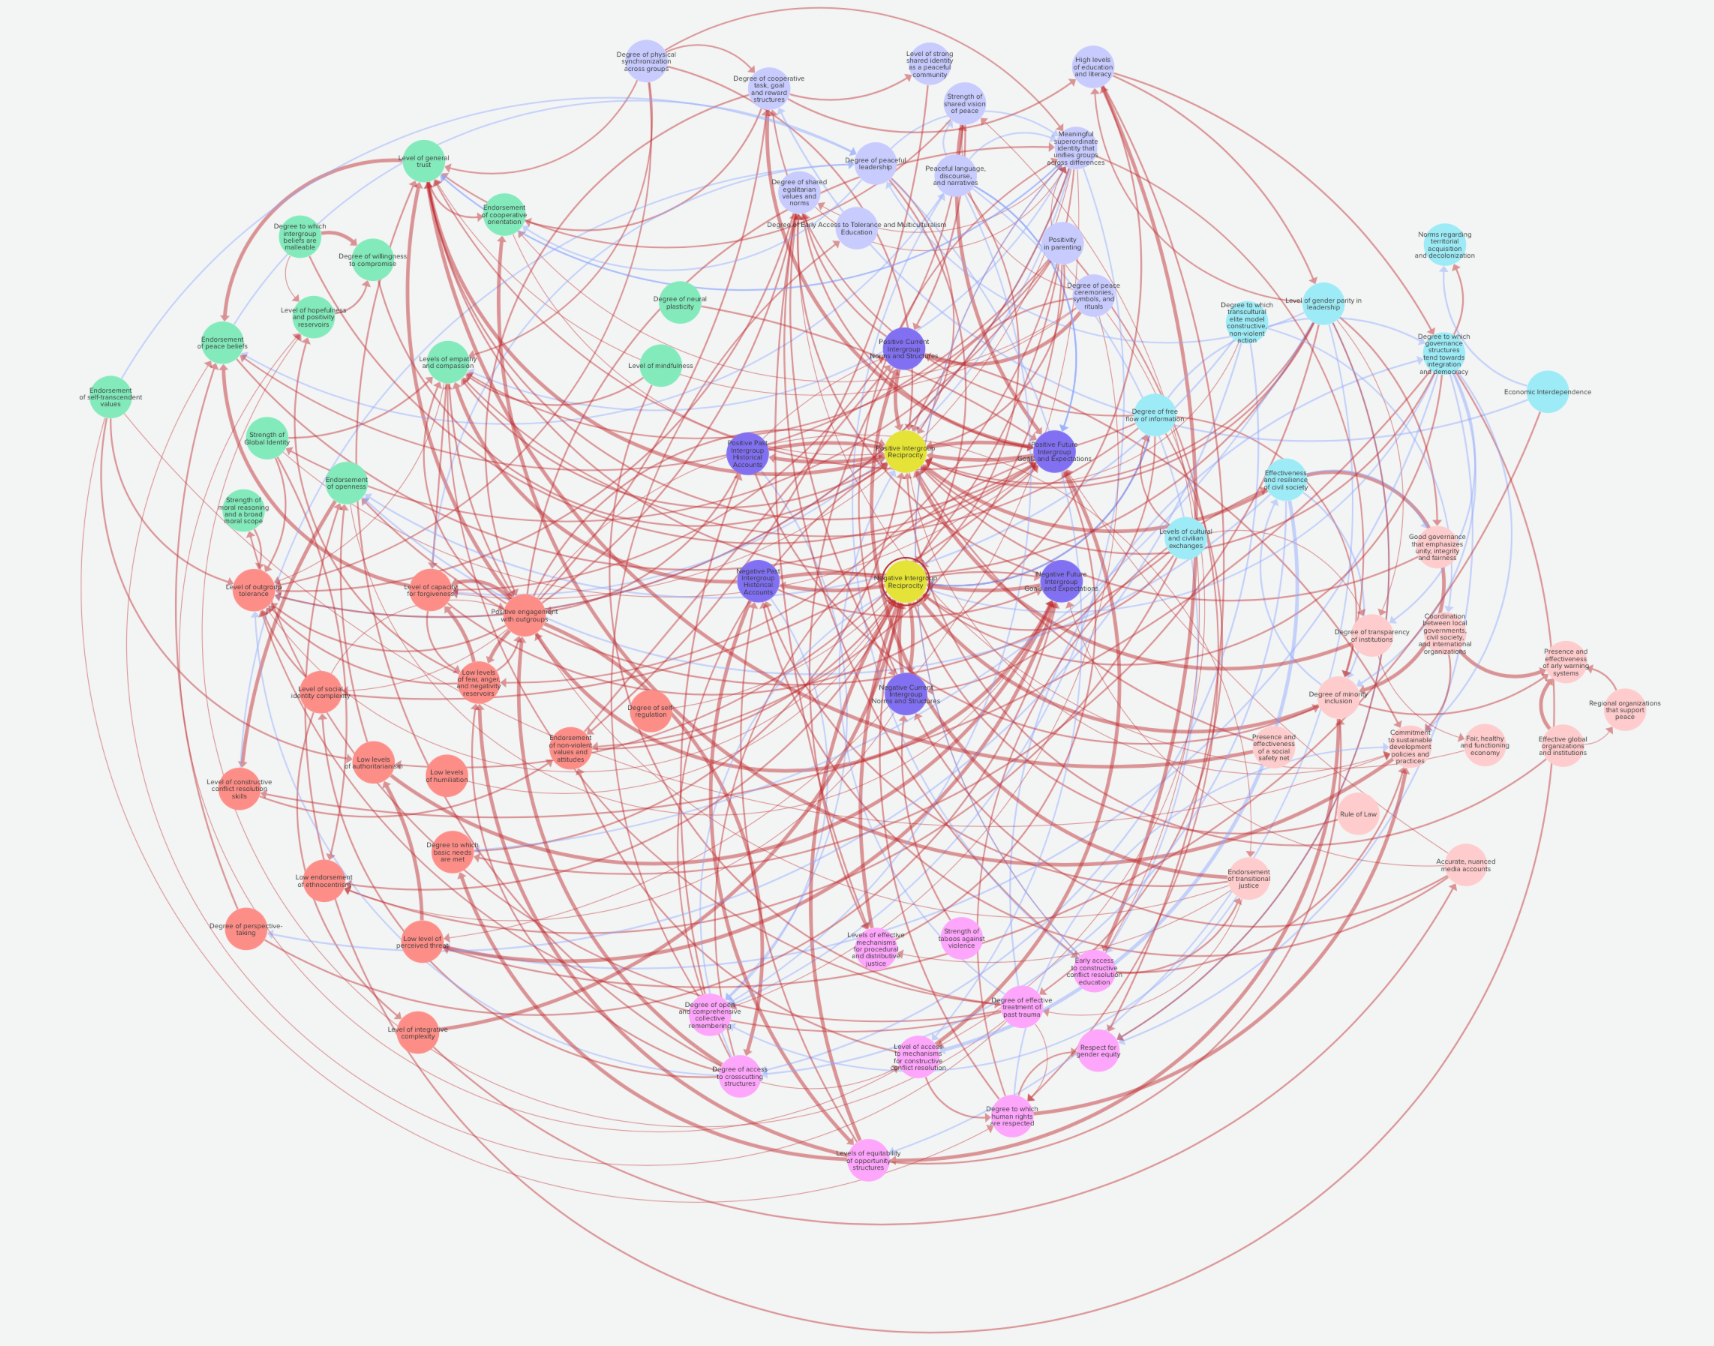 Degree of physical
synchronization
across groups
Degree of cooperative
task, goal
and reward
structures
Level of strong
shared identity
as a peaceful
community
High levels
of education
and literacy
Strength of
shared vision
of peace
Meaningful
superordinate
identity that
unifies groups
across differences
Level of general
trust
Degree of peaceful
leadership
Peaceful language,
discourse,
and narratives
Degree of shared
egalitarian
values and
norms
Endorsement
of cooperative
orientation
Degree of Early Access to Tolerance and Multiculturalism
Education
Degree to which
intergroup
beliefs are
malleable
Degree of willingness
to compromise
Positivity
in parenting
Norms regarding
territorial
acquisition
and decolonization
Degree of neural
plasticity
Degree of peace
ceremonies,
symbols, and
rituals
Level of hopefulness
and positivity
reservoirs
Degree to which
transcultural
elite model
constructive,
non-violent
action
Level of gender parity in
leadership
Endorsement
of peace beliefs
Levels of empathy
and compassion
Level of mindfulness
Positive Current
Intergroup
Norms and Structures
Degree to which
governance
structures
tend towards
integration
and democracy
Endorsement
of self-transcendent
values
Economic Interdependence
Degree of free
flow of information
Strength of
Global Identity
Positive Past
Intergroup
Historical
Accounts
Positive Intergroup
Reciprocity
Positive Future
Intergroup
Goals and Expectations
Endorsement
of openness
Effectiveness
and resilience
of civil society
Strength of
moral reasoning
and a broad
moral scope
Levels of cultural
and civilian
exchanges
Good governance
that emphasizes
unity, integrity
and fairness
Level of outgroup
tolerance
Level of capacity
for forgiveness
Positive engagement
with outgroups
Negative Past
Intergroup
Historical
Accounts
Negative Intergroup
Reciprocity
Negative Future
Intergroup
Goals and Expectations
Degree of transparency
of institutions
Coordination
between local
governments,
civil society,
and international
organizations
Presence and
effectiveness
of arly warning
systems
Level of social
identity complexity
Low levels
of fear, anger,
and negativity
reservoirs
Degree of self-
regulation
Negative Current
Intergroup
Norms and Structures
Degree of minority
inclusion
Regional organizations
that support
peace
Endorsement
of non-violent
values and
attitudes
Presence and
effectiveness
of a social
safety net
Commitment
to sustainable
development
policies and
practices
Fair, healthy
and functioning
economy
Effective global
organizations
and institutions
Low levels
of authoritarianism
Low levels
of humiliation
Level of constructive
conflict resolution
skills
Rule of Law
Degree to which
basic needs
are met
Low endorsement
of ethnocentrism
Endorsement
of transitional
justice
Accurate, nuanced
media accounts
Degree of perspective-
taking
Low level of
perceived threat
Levels of effective
mechanisms
for procedural
and distributive
justice
Strength of
taboos against
violence
Early access
to constructive
conflict resolution
education
Degree of open
and comprehensive
collective
remembering
Degree of effective
treatment of
past trauma
Level of integrative
complexity
Level of access
to mechanisms
for constructive
conflict resolution
Respect for
gender equity
Degree of access
to crosscutting
structures
Degree to which
human rights
are respected
Levels of equitability
of opportunity
structures